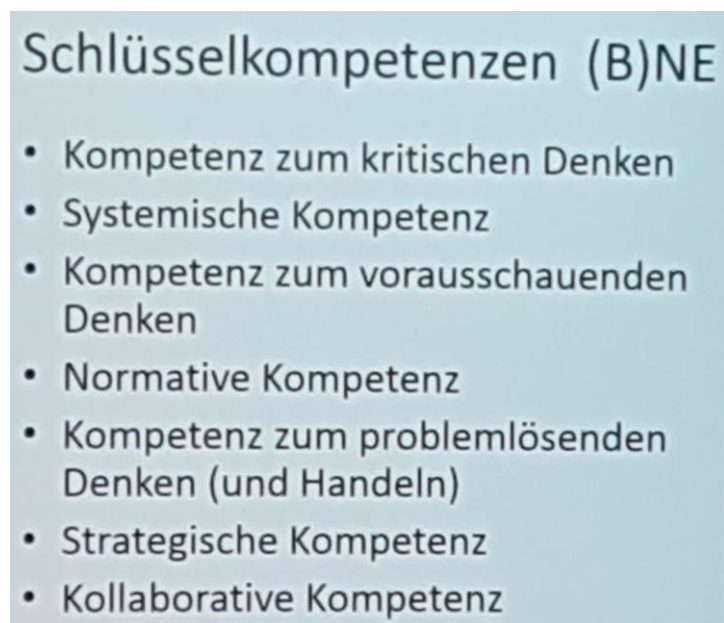 Schlüsselkompetenzen (B)NE
• Kompetenz zum kritischen Denken
• Systemische Kompetenz
• Kompetenz zum vorausschauenden
Denken
• Normative Kompetenz
• Kompetenz zum problemlösenden
Denken (und Handeln)
• Strategische Kompetenz
• Kollaborative Kompetenz